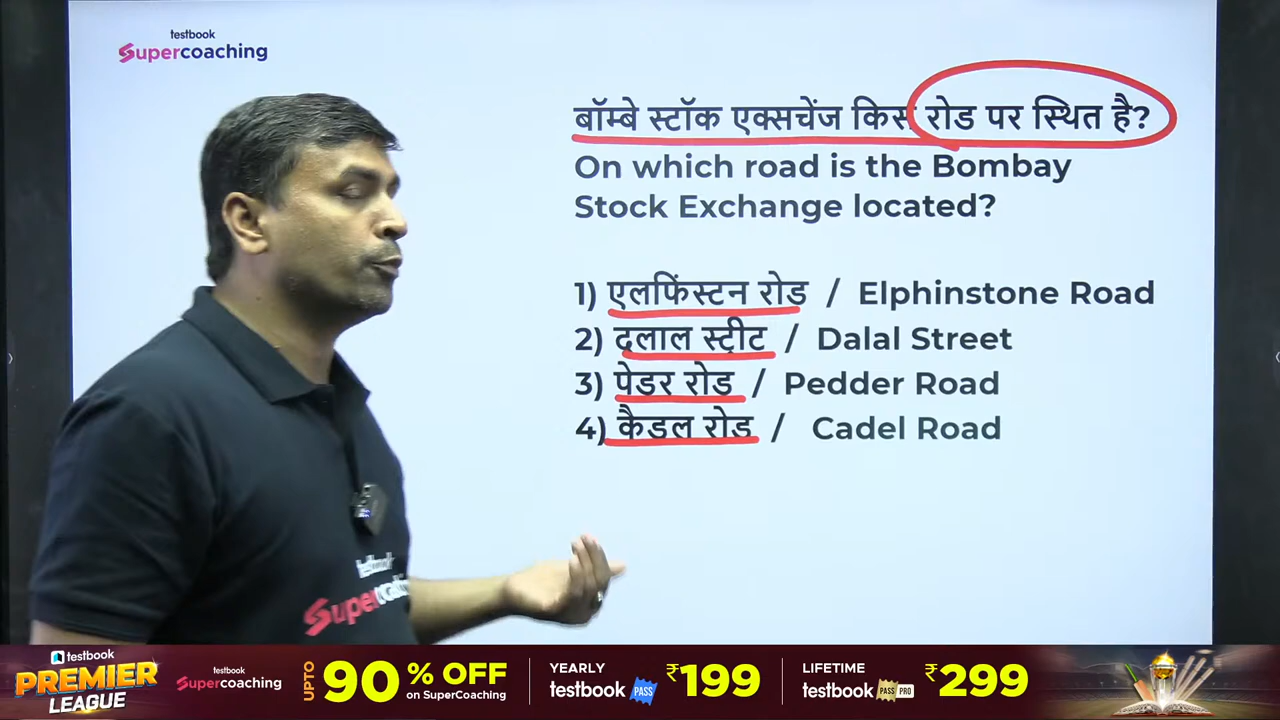 testbook
Supercoaching
बॉम्बे स्टॉक एक्सचेंज किस रोड पर स्थित है?
On which road is the Bombay
Stock Exchange located?
1) एलफिंस्टन रोड / Elphinstone Road
2) दलाल स्ट्रीट / Dalal Street
3) पेडर रोड / Pedder Road
4) कैडल रोड / Cadel Road
testbook
Supercoaching
testbook
PREMIER
LEAGUE
testbook
Supercoaching
UPTO 90% OFF
on SuperCoaching
YEARLY
testbook PASS
₹199
LIFETIME
testbook PASS PRO
₹299